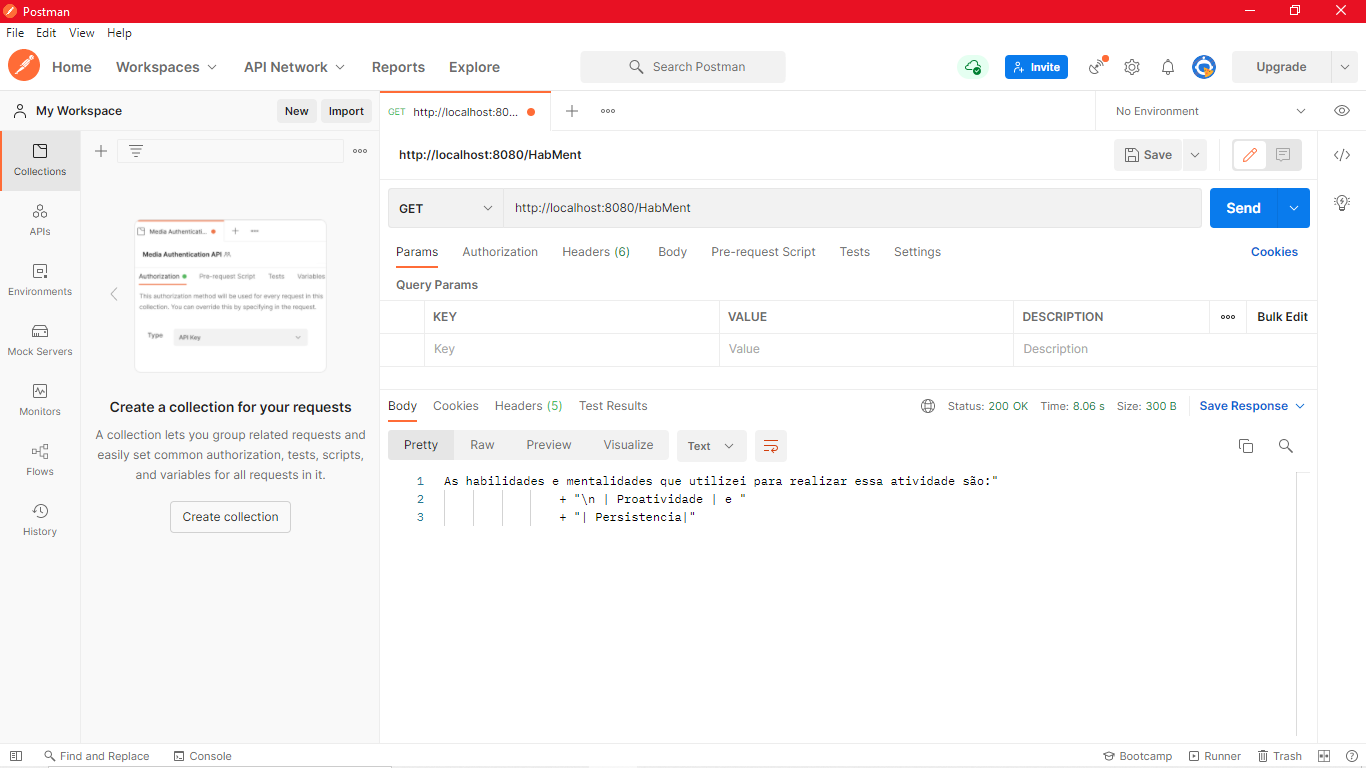 Postman
File Edit View Help
Home Workspaces API Network Reports Explore Search Postman Invite Upgrade
My Workspace New Import GET http://localhost:80... No Environment
http://localhost:8080/HabMent Save
Collections
APIs
Environments
Mock Servers
Monitors
Flows
History
Media Authenticati...
Media Authentication API
Authorization Pre-request Script Tests Variables
This authorization method will be used for every request in this
collection. You can override this by specifying in the request.
Type API Key
Create a collection for your requests
A collection lets you group related requests and
easily set common authorization, tests, scripts,
and variables for all requests in it.
Create collection
GET http://localhost:8080/HabMent Send
Params Authorization Headers (6) Body Pre-request Script Tests Settings Cookies
Query Params
KEY VALUE DESCRIPTION Bulk Edit
Key Value Description
Body Cookies Headers (5) Test Results Status: 200 OK Time: 8.06 s Size: 300 B Save Response
Pretty Raw Preview Visualize Text
1 As habilidades e mentalidades que utilizei para realizar essa atividade são:"
2 + "\n | Proatividade | e "
3 + "| Persistencia|"
Find and Replace Console Bootcamp Runner Trash